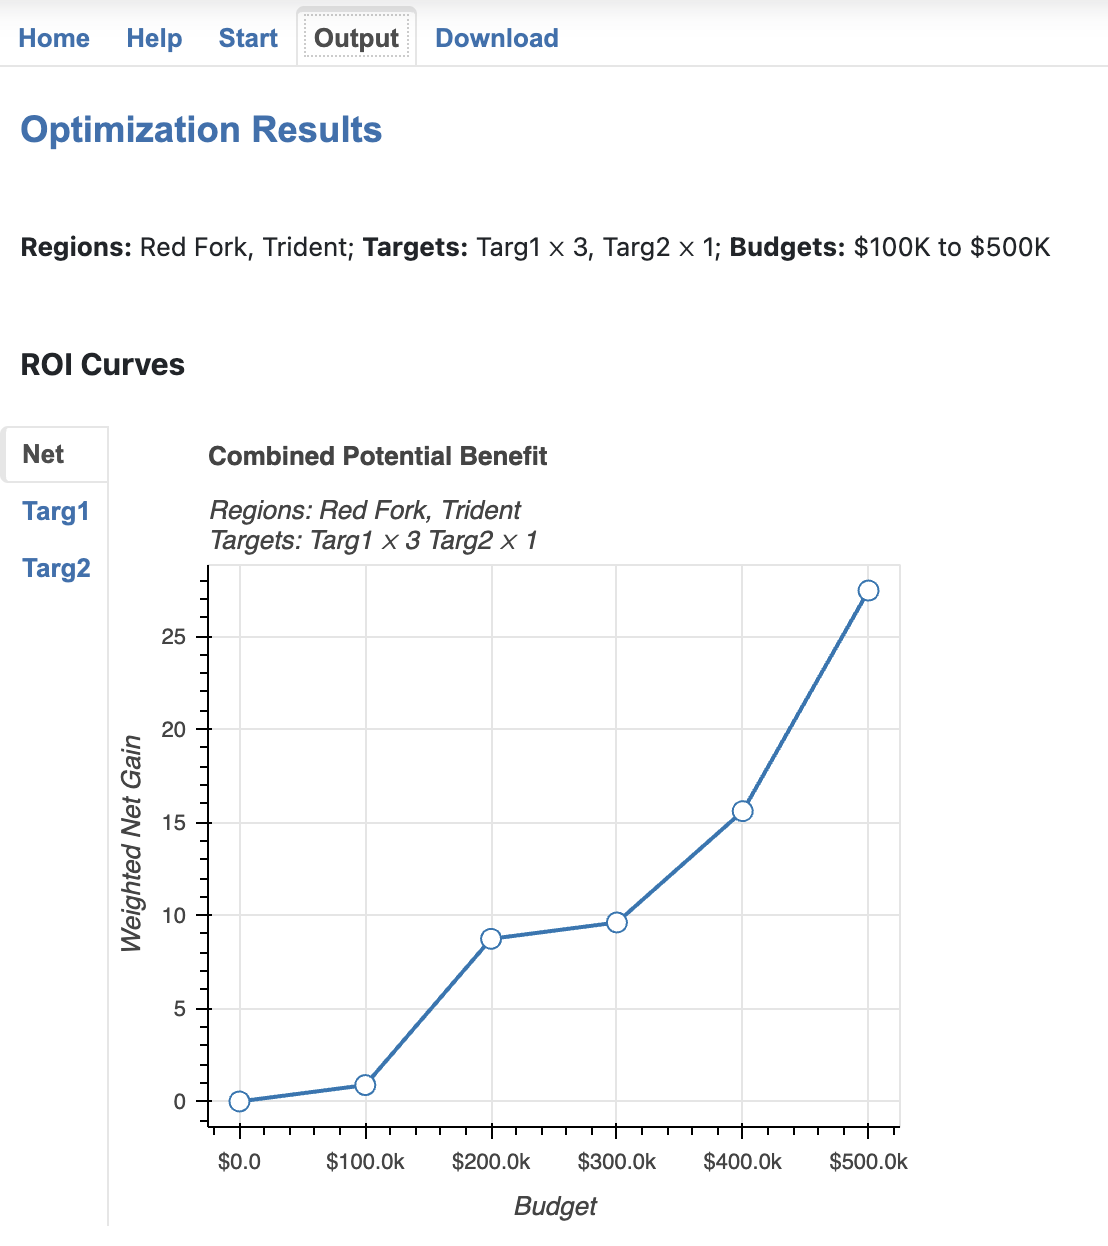 Home Help Start Output Download
Optimization Results
Regions: Red Fork, Trident; Targets: Targ1 x 3, Targ2 x 1; Budgets: $100K to $500K
ROI Curves
Net
Targ1
Targ2
Combined Potential Benefit
Regions: Red Fork, Trident
Targets: Targ1 x 3 Targ2 x 1
Weighted Net Gain
25
20
15
10
5
0
$0.0 $100.0k $200.0k $300.0k $400.0k $500.0k
Budget